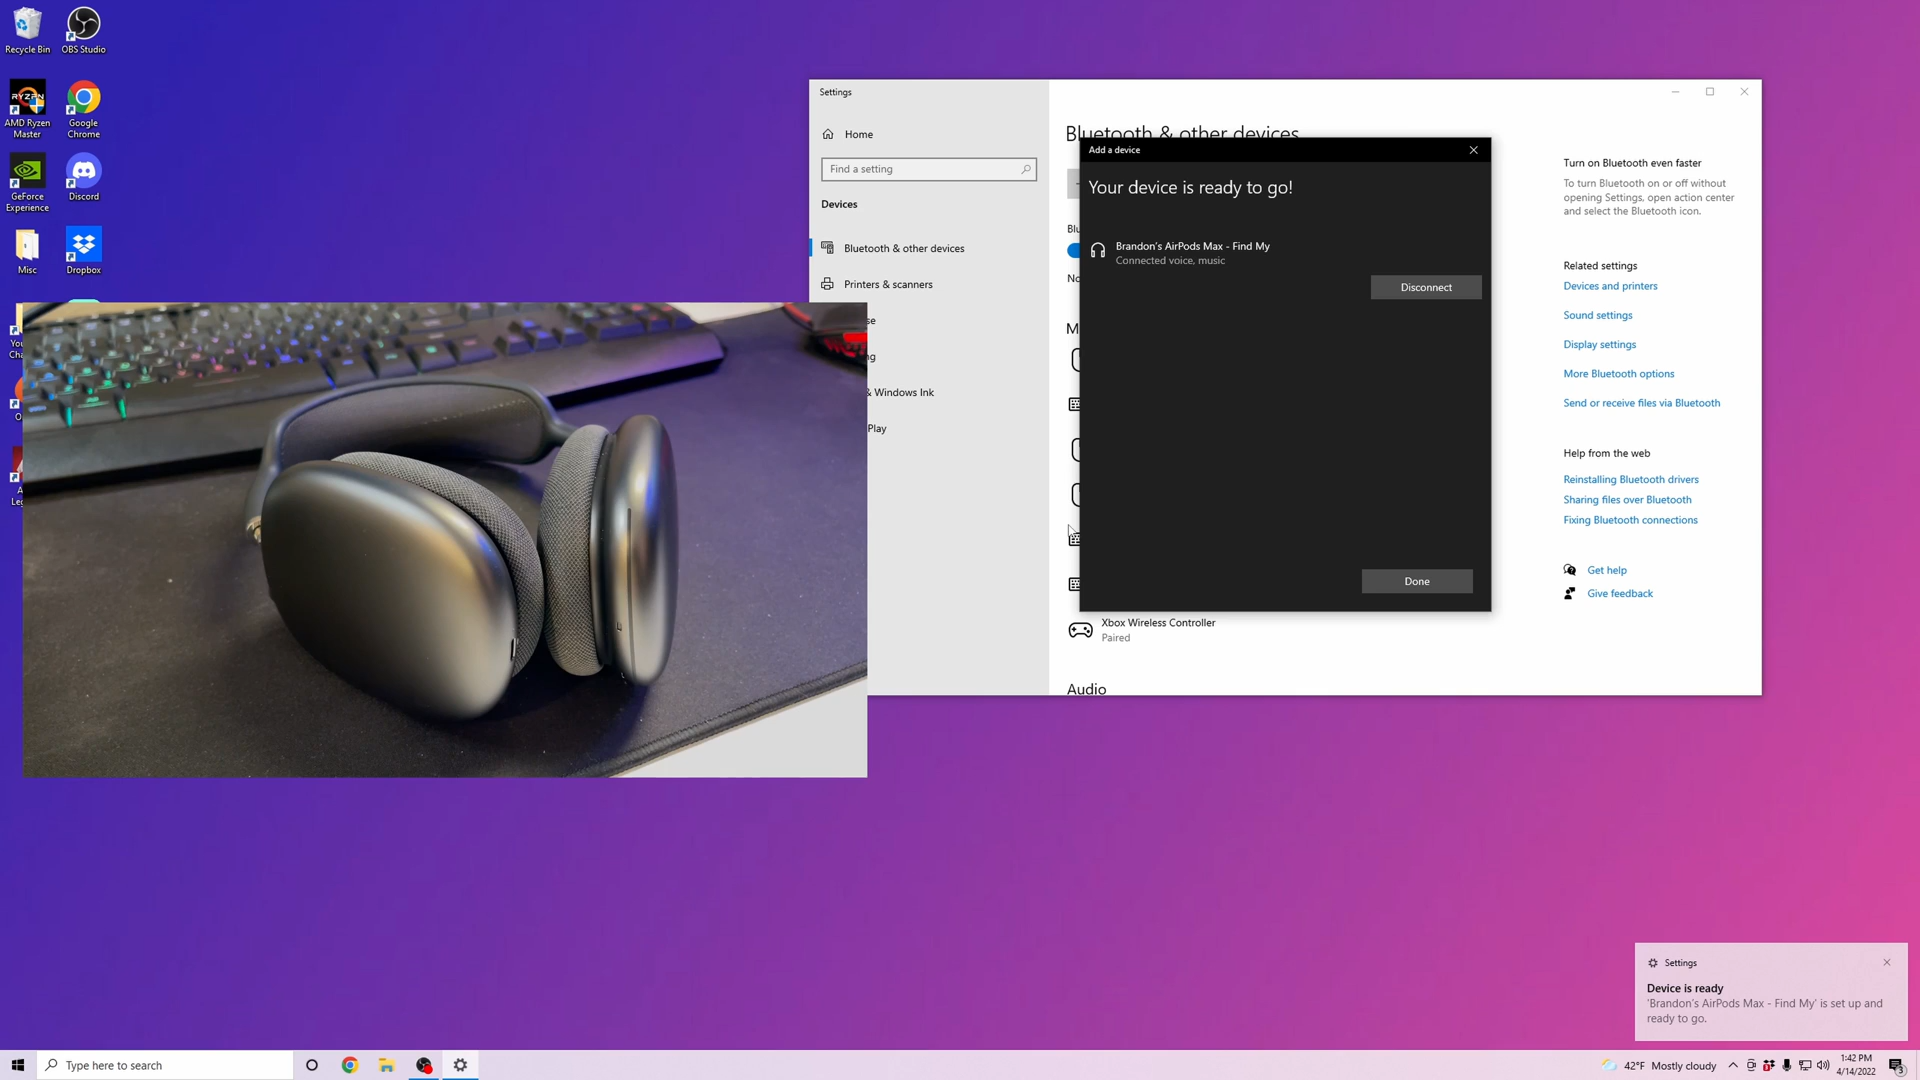 Recycle Bin
OBS Studio
AMD Ryzen
Master
Google
Chrome
GeForce
Experience
Discord
Misc
Dropbox
Settings
Home
Find a setting
Devices
Bluetooth & other devices
Printers & scanners
& Windows Ink
Play
Bluetooth & other devices
Add a device
Your device is ready to go!
Brandon's AirPods Max - Find My
Connected voice, music
Disconnect
Done
Xbox Wireless Controller
Paired
Audio
Turn on Bluetooth even faster
To turn Bluetooth on or off without
opening Settings, open action center
and select the Bluetooth icon.
Related settings
Devices and printers
Sound settings
Display settings
More Bluetooth options
Send or receive files via Bluetooth
Help from the web
Reinstalling Bluetooth drivers
Sharing files over Bluetooth
Fixing Bluetooth connections
Get help
Give feedback
Settings
Device is ready
'Brandon's AirPods Max - Find My' is set up and
ready to go.
Type here to search
42°F Mostly cloudy
1:42 PM
4/14/2022
3